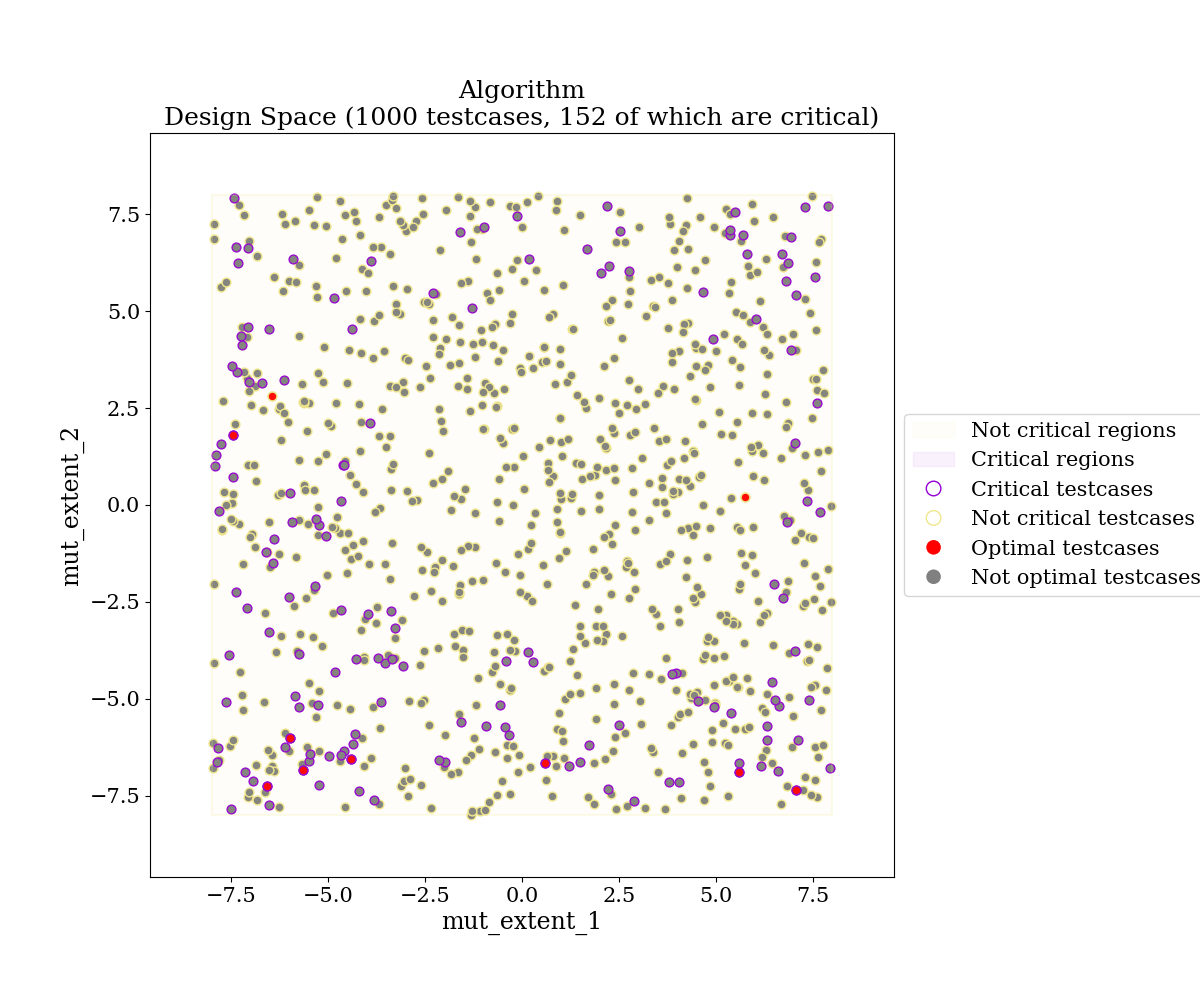 Algorithm
Design Space (1000 testcases, 152 of which are critical)
7.5
5.0
2.5
0.0
−2.5
−5.0
−7.5
mut_extent_2
−7.5 −5.0 −2.5 0.0 2.5 5.0 7.5
mut_extent_1
Not critical regions
Critical regions
Critical testcases
Not critical testcases
Optimal testcases
Not optimal testcases